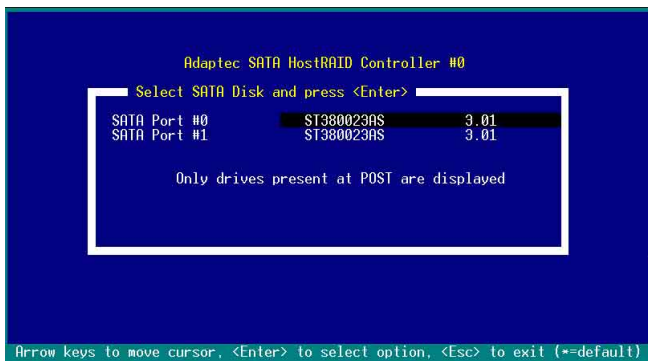 Adaptec SATA HostRAID Controller #0
Select SATA Disk and press <Enter>
SATA Port #0 ST380023AS 3.01
SATA Port #1 ST380023AS 3.01
Only drives present at POST are displayed
Arrow keys to move cursor, <Enter> to select option, <Esc> to exit (*=default)